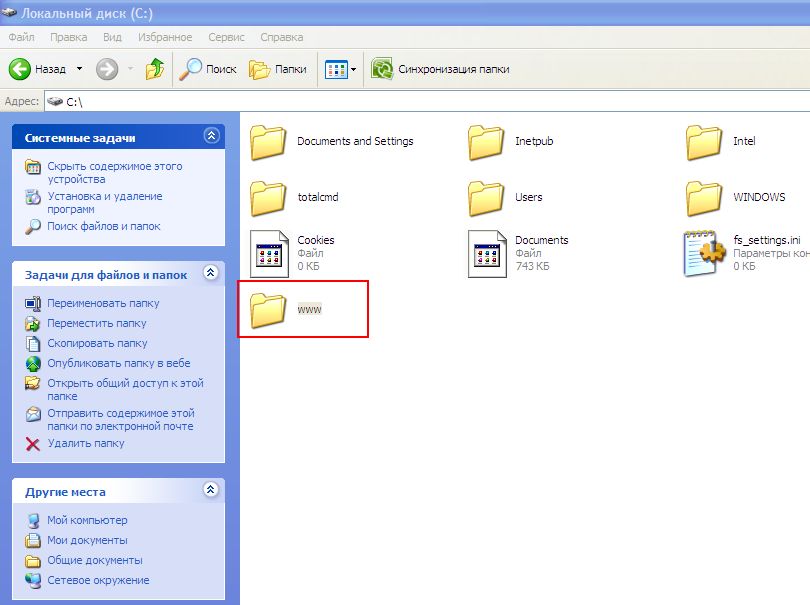 Локальный диск (C:)
Файл Правка Вид Избранное Сервис Справка
Назад Поиск Папки Синхронизация папки
Адрес: C:\
Системные задачи
Скрыть содержимое этого
устройства
Установка и удаление
программ
Поиск файлов и папок
Задачи для файлов и папок
Переименовать папку
Переместить папку
Скопировать папку
Опубликовать папку в вебе
Открыть общий доступ к этой
папке
Отправить содержимое этой
папки по электронной почте
Удалить папку
Другие места
Мой компьютер
Мои документы
Общие документы
Сетевое окружение
Documents and Settings
Inetpub
Intel
totalcmd
Users
WINDOWS
Cookies
Файл
0 КБ
Documents
Файл
743 КБ
fs_settings.ini
Параметры кон
0 КБ
www